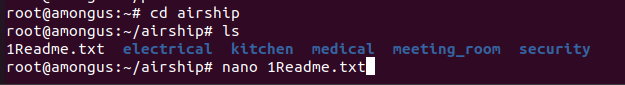 root@amongus:~# cd airship
root@amongus:~/airship# ls
1Readme.txt electrical kitchen medical meeting_room security
root@amongus:~/airship# nano 1Readme.txt